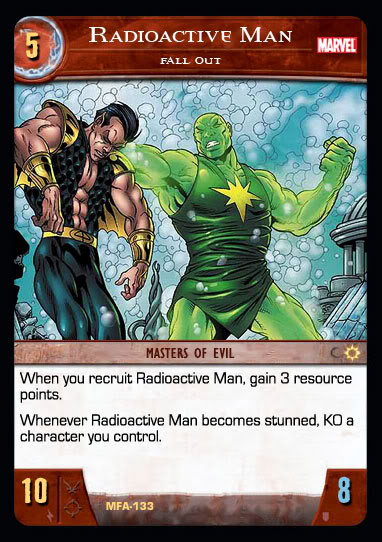 5
Radioactive Man
MARVEL
Fall Out
MASTERS OF EVIL
C
When you recruit Radioactive Man, gain 3 resource
points.
Whenever Radioactive Man becomes stunned, KO a
character you control.
10
MFA-133
8